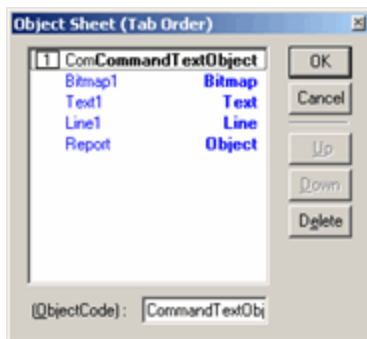 Object Sheet (Tab Order)
1 ComCommandTextObject
Bitmap1 Bitmap
Text1 Text
Line1 Line
Report Object
OK
Cancel
Up
Down
Delete
(ObjectCode) : CommandTextObj